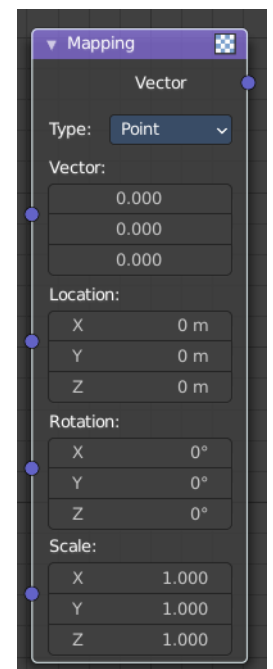 Mapping
Vector
Type: Point
Vector:
0.000
0.000
0.000
Location:
X 0 m
Y 0 m
Z 0 m
Rotation:
X 0°
Y 0°
Z 0°
Scale:
X 1.000
Y 1.000
Z 1.000